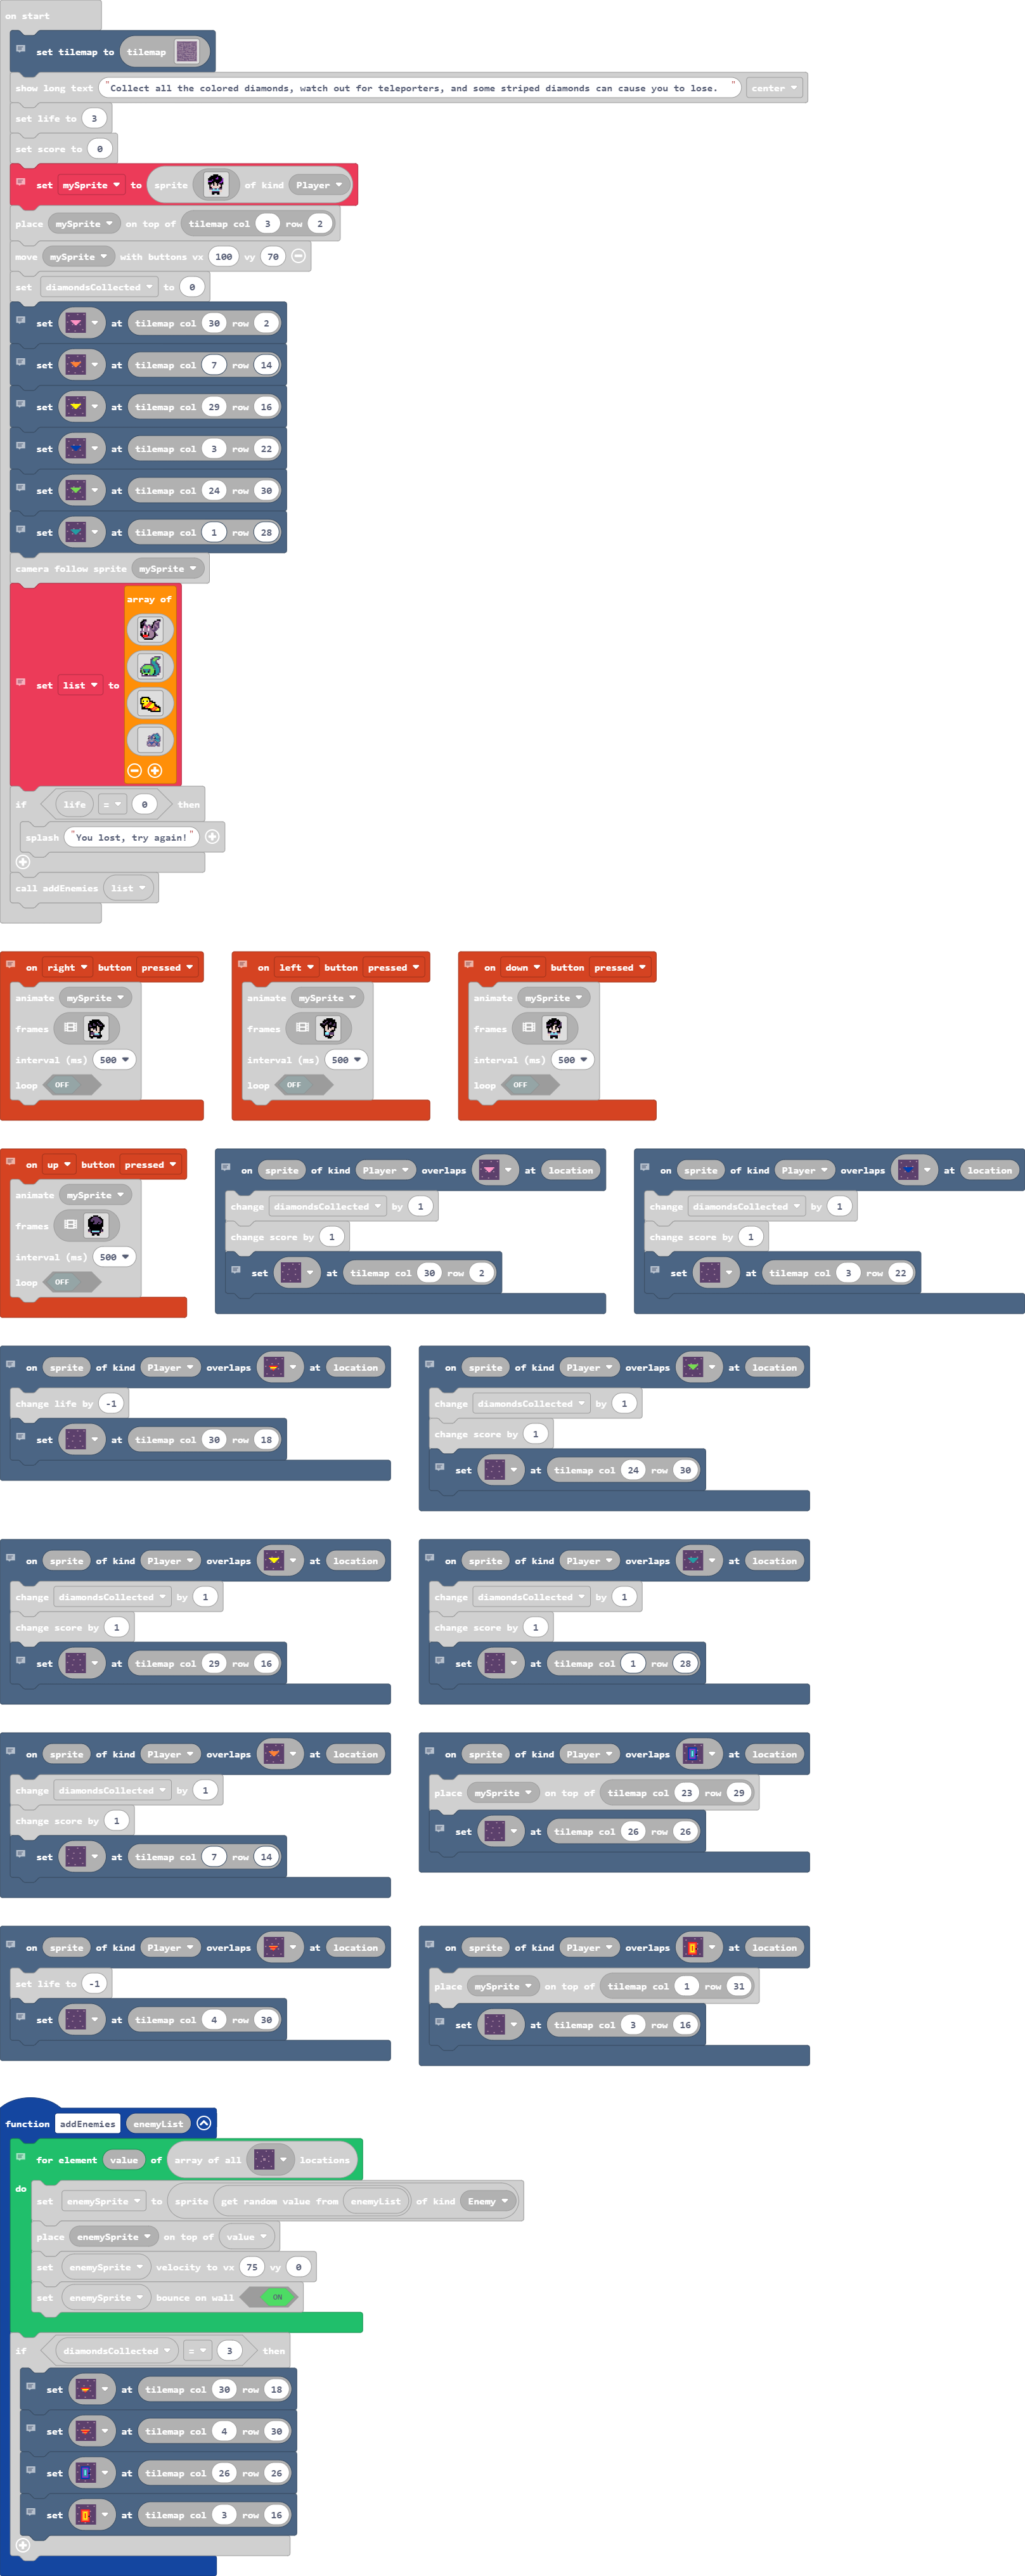 on start
set tilemap to tilemap
show long text "Collect all the colored diamonds, watch out for teleporters, and some striped diamonds can cause you to lose. " center
set life to 3
set score to 0
set mySprite to sprite of kind Player
place mySprite on top of tilemap col 3 row 2
move mySprite with buttons vx 100 vy 70
set diamondsCollected to 0
set at tilemap col 30 row 2
set at tilemap col 7 row 14
set at tilemap col 29 row 16
set at tilemap col 3 row 22
set at tilemap col 24 row 30
set at tilemap col 1 row 28
camera follow sprite mySprite
array of
set list to
if life = 0 then
splash "You lost, try again!"
call addEnemies list
on right button pressed
animate mySprite
frames
interval (ms) 500
loop OFF
on left button pressed
animate mySprite
frames
interval (ms) 500
loop OFF
on down button pressed
animate mySprite
frames
interval (ms) 500
loop OFF
on up button pressed
animate mySprite
frames
interval (ms) 500
loop OFF
on sprite of kind Player overlaps at location
change diamondsCollected by 1
change score by 1
set at tilemap col 30 row 2
on sprite of kind Player overlaps at location
change diamondsCollected by 1
change score by 1
set at tilemap col 3 row 22
on sprite of kind Player overlaps at location
change life by -1
set at tilemap col 30 row 18
on sprite of kind Player overlaps at location
change diamondsCollected by 1
change score by 1
set at tilemap col 24 row 30
on sprite of kind Player overlaps at location
change diamondsCollected by 1
change score by 1
set at tilemap col 29 row 16
on sprite of kind Player overlaps at location
change diamondsCollected by 1
change score by 1
set at tilemap col 1 row 28
on sprite of kind Player overlaps at location
change diamondsCollected by 1
change score by 1
set at tilemap col 7 row 14
on sprite of kind Player overlaps at location
place mySprite on top of tilemap col 23 row 29
set at tilemap col 26 row 26
on sprite of kind Player overlaps at location
set life to -1
set at tilemap col 4 row 30
on sprite of kind Player overlaps at location
place mySprite on top of tilemap col 1 row 31
set at tilemap col 3 row 16
function addEnemies enemyList
for element value of array of all locations
do
set enemySprite to sprite get random value from enemyList of kind Enemy
place enemySprite on top of value
set enemySprite velocity to vx 75 vy 0
set enemySprite bounce on wall ON
if diamondsCollected = 3 then
set at tilemap col 30 row 18
set at tilemap col 4 row 30
set at tilemap col 26 row 26
set at tilemap col 3 row 16